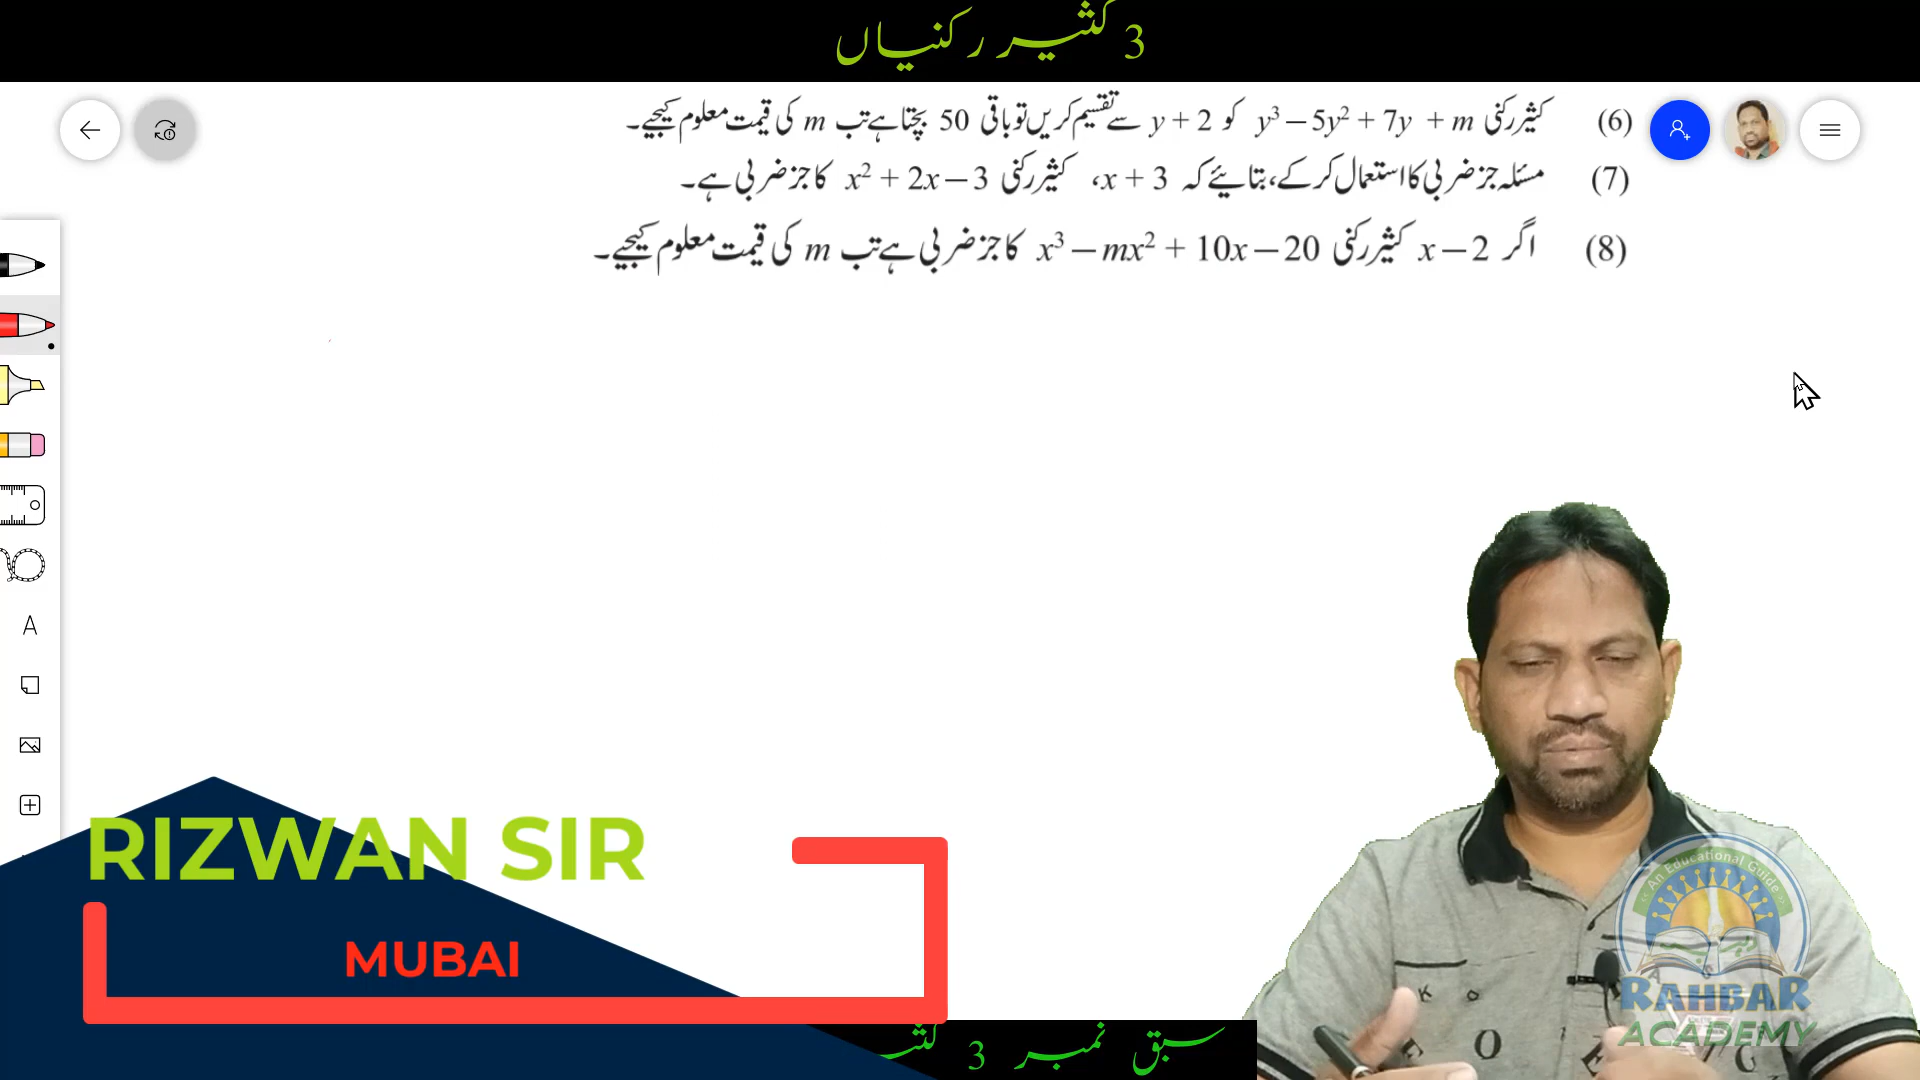 3 کثیر رکنیاں
(6) کثیر رکنی y³ – 5y² + 7y + m کو y + 2 سے تقسیم کریں تو باقی 50 بچتا ہے تب m کی قیمت معلوم کیجیے۔
(7) مسئلہ جز ضربی کا استعمال کر کے، بتائیے کہ x + 3، کثیر رکنی x² + 2x – 3 کا جز ضربی ہے۔
(8) اگر x – 2 کثیر رکنی x³ – mx² + 10x – 20 کا جز ضربی ہے تب m کی قیمت معلوم کیجیے۔
A
RIZWAN SIR
MUBAI
سبق نمبر 3
An Educational Guide
RAHBAR
ACADEMY